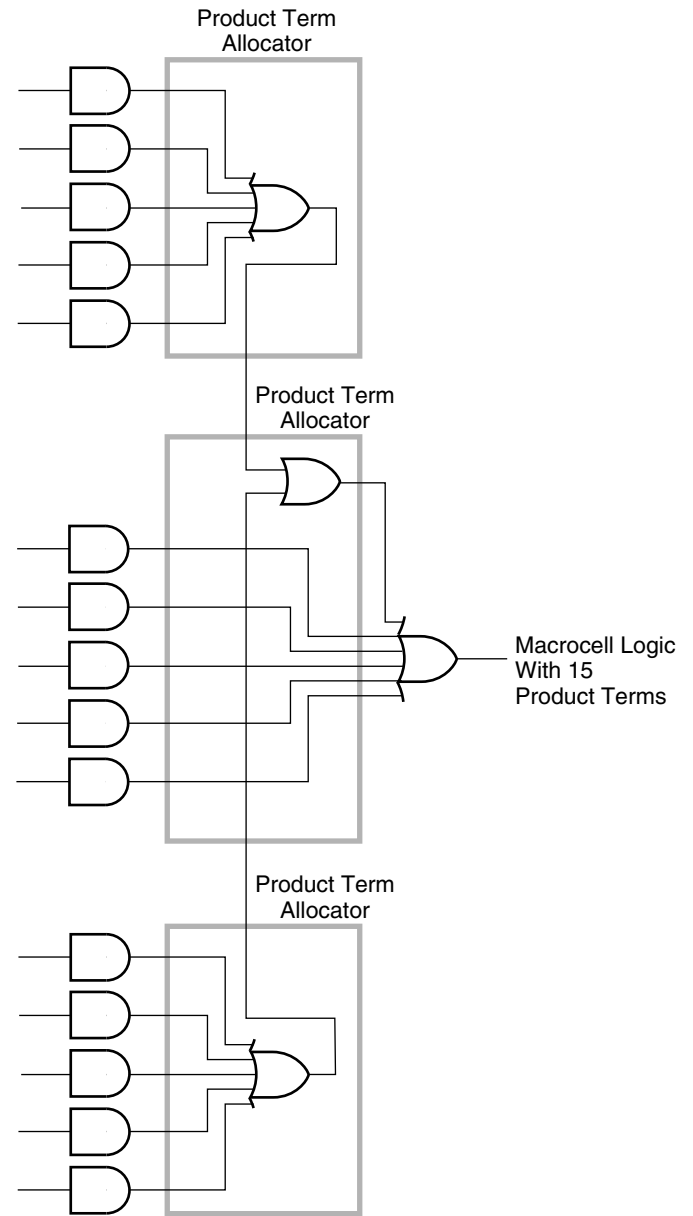 Product Term
Allocator
Product Term
Allocator
Macrocell Logic
With 15
Product Terms
Product Term
Allocator